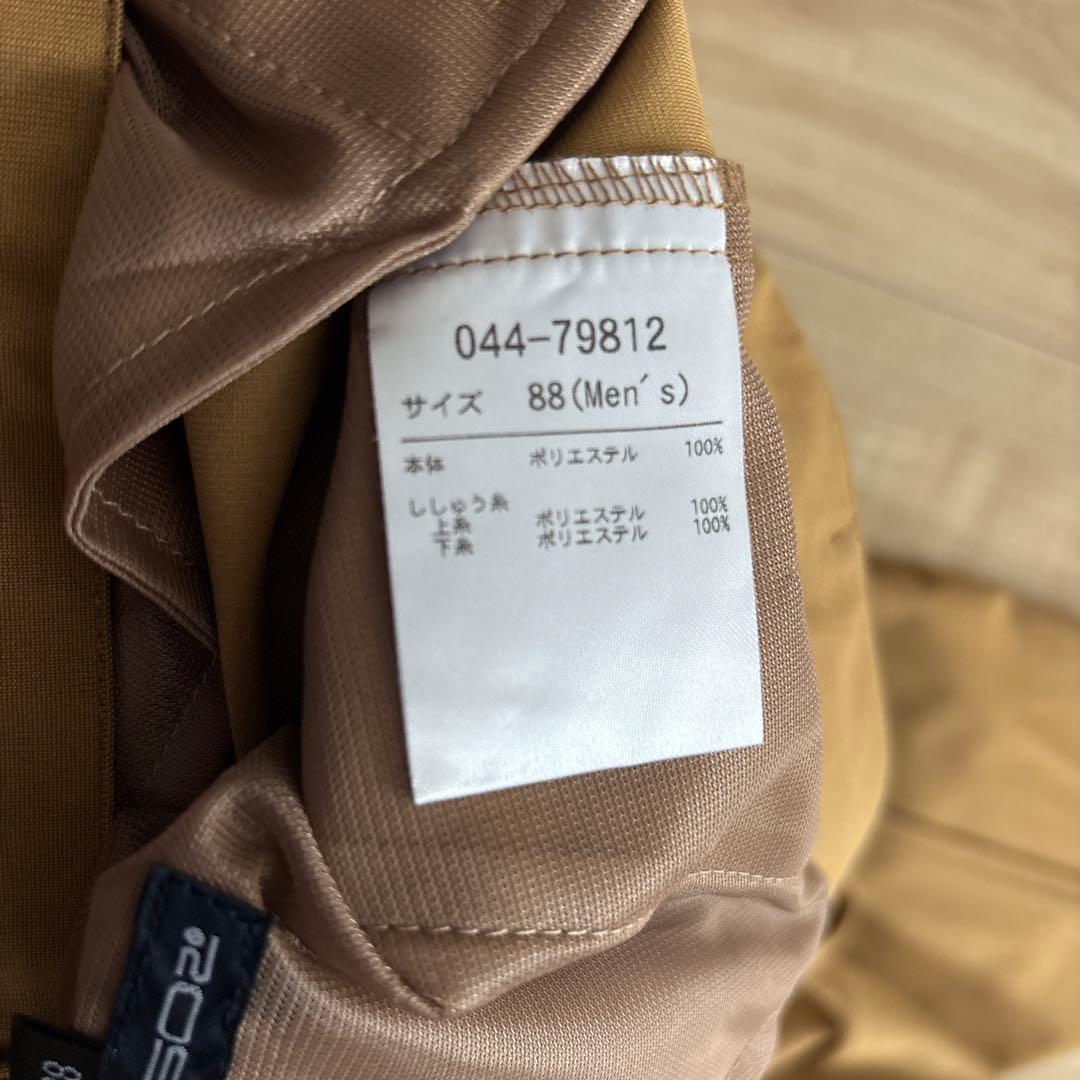 044-79812
サイズ 88(Men's)
本体 ポリエステル 100%
ししゅう糸
上糸 ポリエステル 100%
下糸 ポリエステル 100%